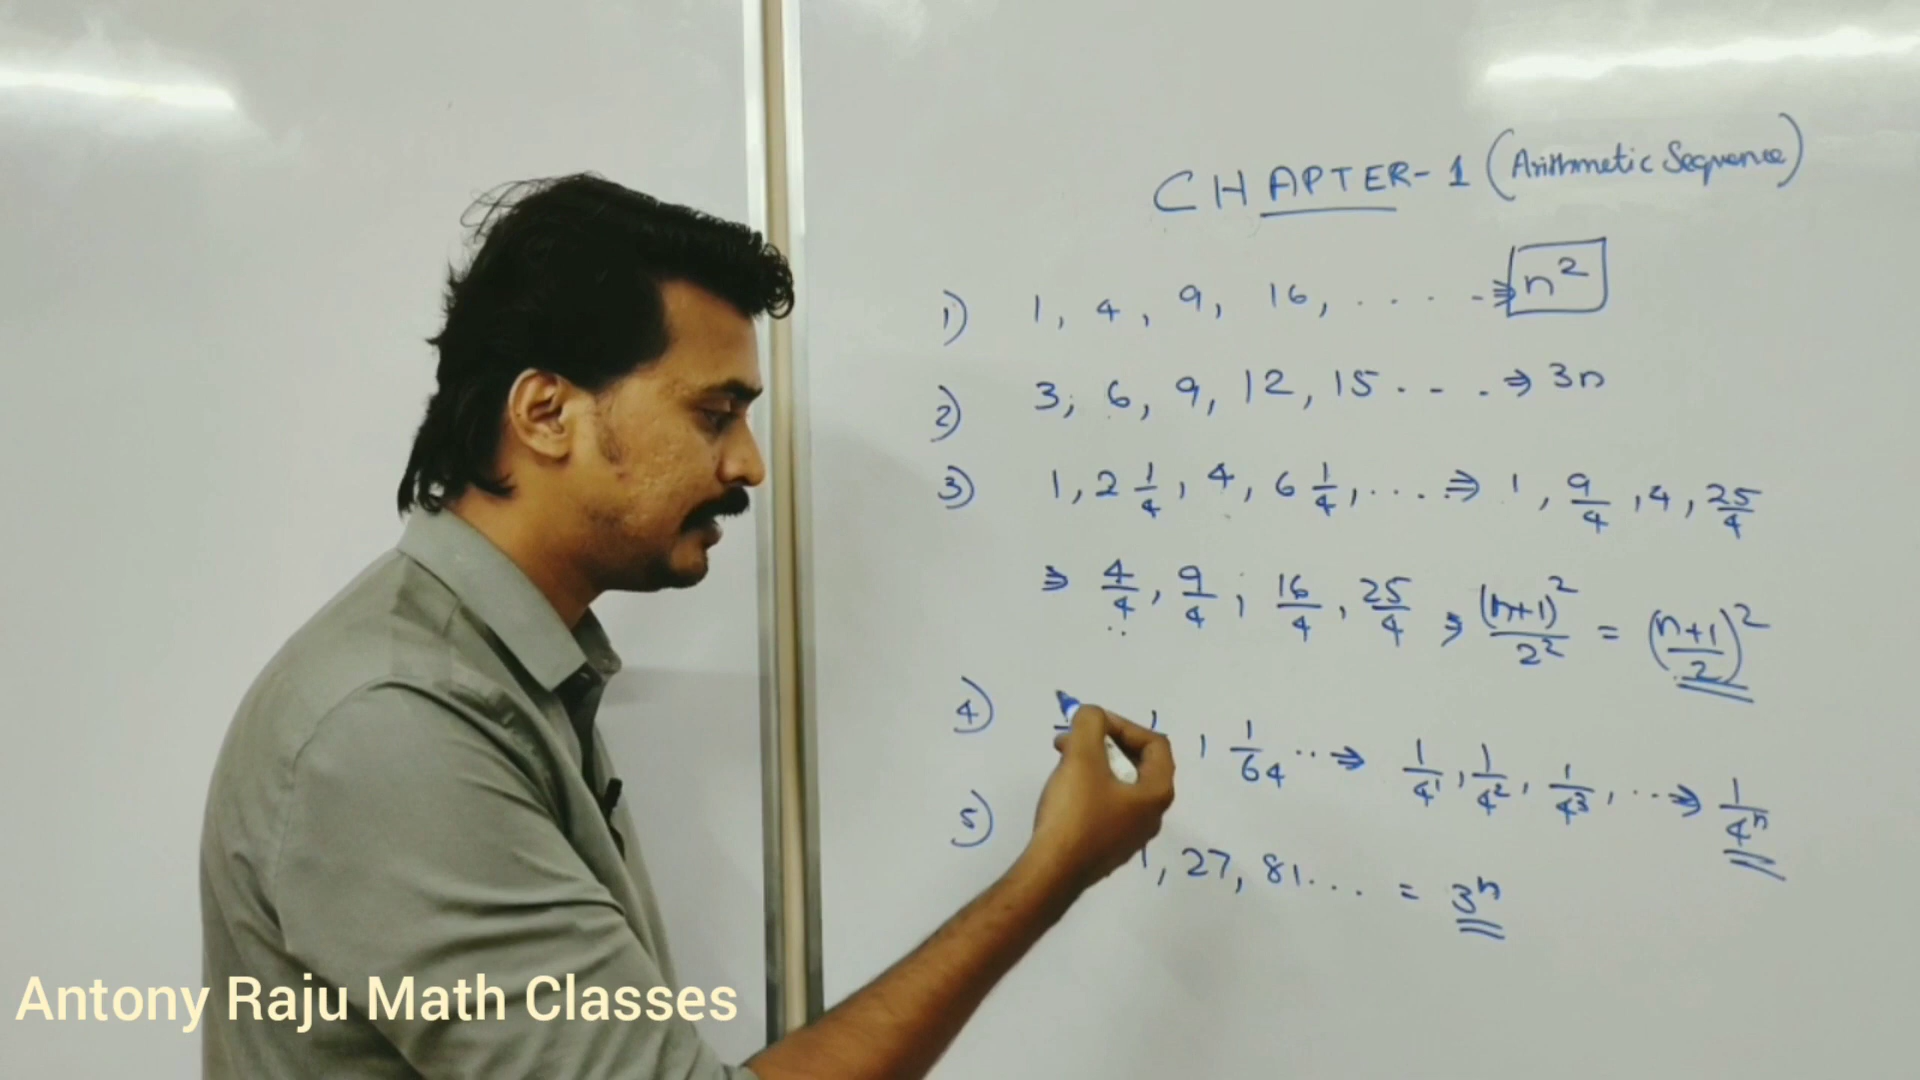 CHAPTER-1 (Arithmetic Sequence)
1) 1, 4, 9, 16, . . . . ⇒ n²
2) 3, 6, 9, 12, 15 . - . ⇒ 3n
3) 1, 2 1/4, 4, 6 1/4, . . . . ⇒ 1, 9/4, 4, 25/4
⇒ 4/4, 9/4, 16/4, 25/4 ⇒ (n+1)²/2² = (n+1/2)²
4) , 1/64 .. ⇒ 1/4¹, 1/4², 1/4³, ... ⇒ 1/4ⁿ
5) , 27, 81... = 3ⁿ
Antony Raju Math Classes